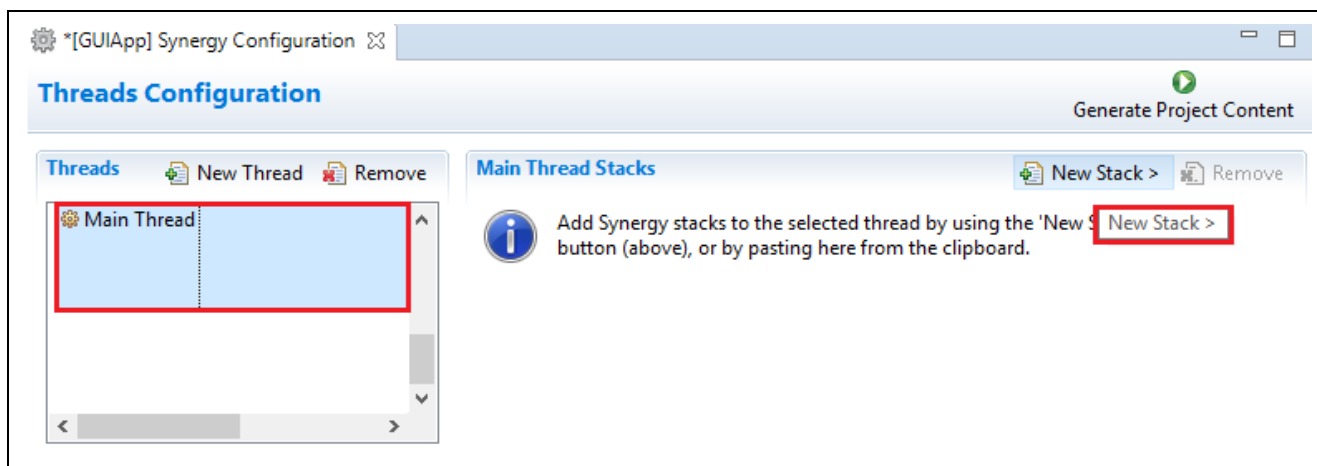 *[GUIApp] Synergy Configuration
Threads Configuration
Generate Project Content
Threads New Thread Remove
Main Thread Stacks New Stack > Remove
Main Thread
Add Synergy stacks to the selected thread by using the 'New S New Stack >
button (above), or by pasting here from the clipboard.